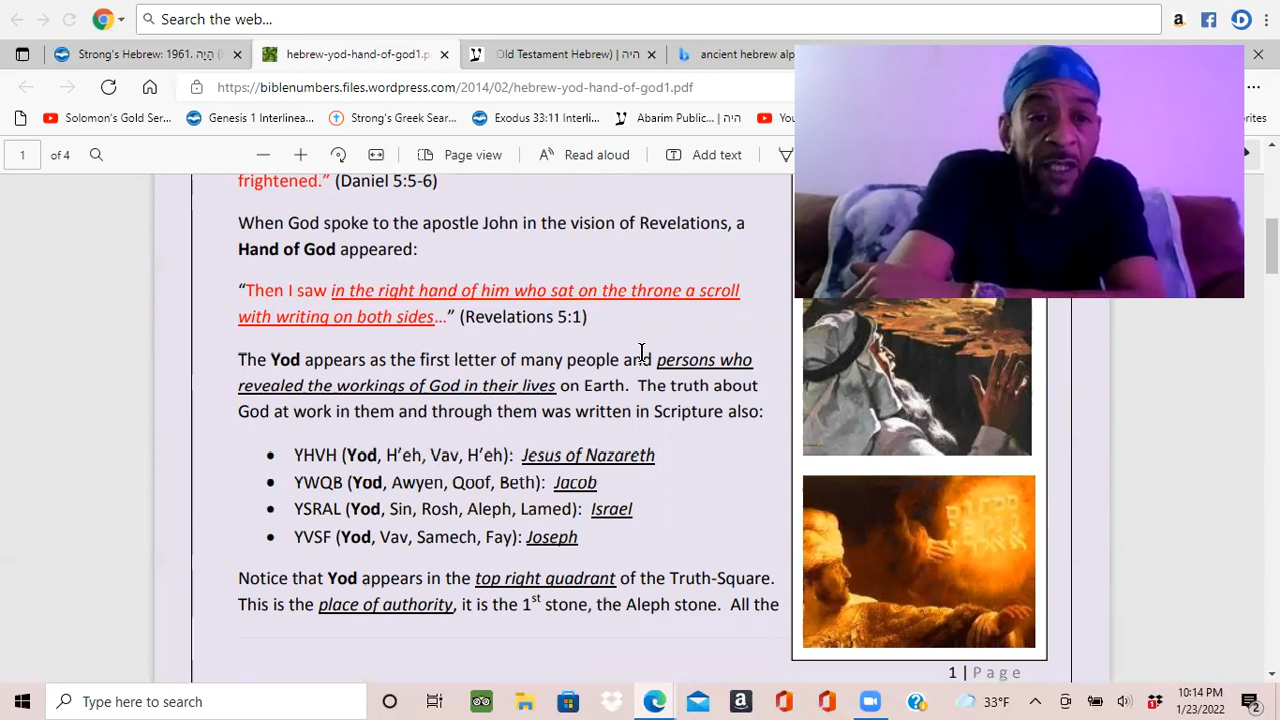 Search the web...
Strong's Hebrew: 1961. הָיָה
hebrew-yod-hand-of-god1.p
Old Testament Hebrew) | היה
ancient hebrew alp
https://biblenumbers.files.wordpress.com/2014/02/hebrew-yod-hand-of-god1.pdf
Solomon's Gold Ser...
Genesis 1 Interlinea...
Strong's Greek Sear...
Exodus 33:11 Interli...
Abarim Public... | היה
1 of 4
Page view
Read aloud
Add text
frightened.” (Daniel 5:5-6)
When God spoke to the apostle John in the vision of Revelations, a
Hand of God appeared:
“Then I saw in the right hand of him who sat on the throne a scroll
with writing on both sides…” (Revelations 5:1)
The Yod appears as the first letter of many people and persons who
revealed the workings of God in their lives on Earth. The truth about
God at work in them and through them was written in Scripture also:
• YHVH (Yod, H’eh, Vav, H’eh): Jesus of Nazareth
• YWQB (Yod, Awyen, Qoof, Beth): Jacob
• YSRAL (Yod, Sin, Rosh, Aleph, Lamed): Israel
• YVSF (Yod, Vav, Samech, Fay): Joseph
Notice that Yod appears in the top right quadrant of the Truth-Square.
This is the place of authority, it is the 1st stone, the Aleph stone. All the
1 | Page
Type here to search
33°F
10:14 PM
1/23/2022
2